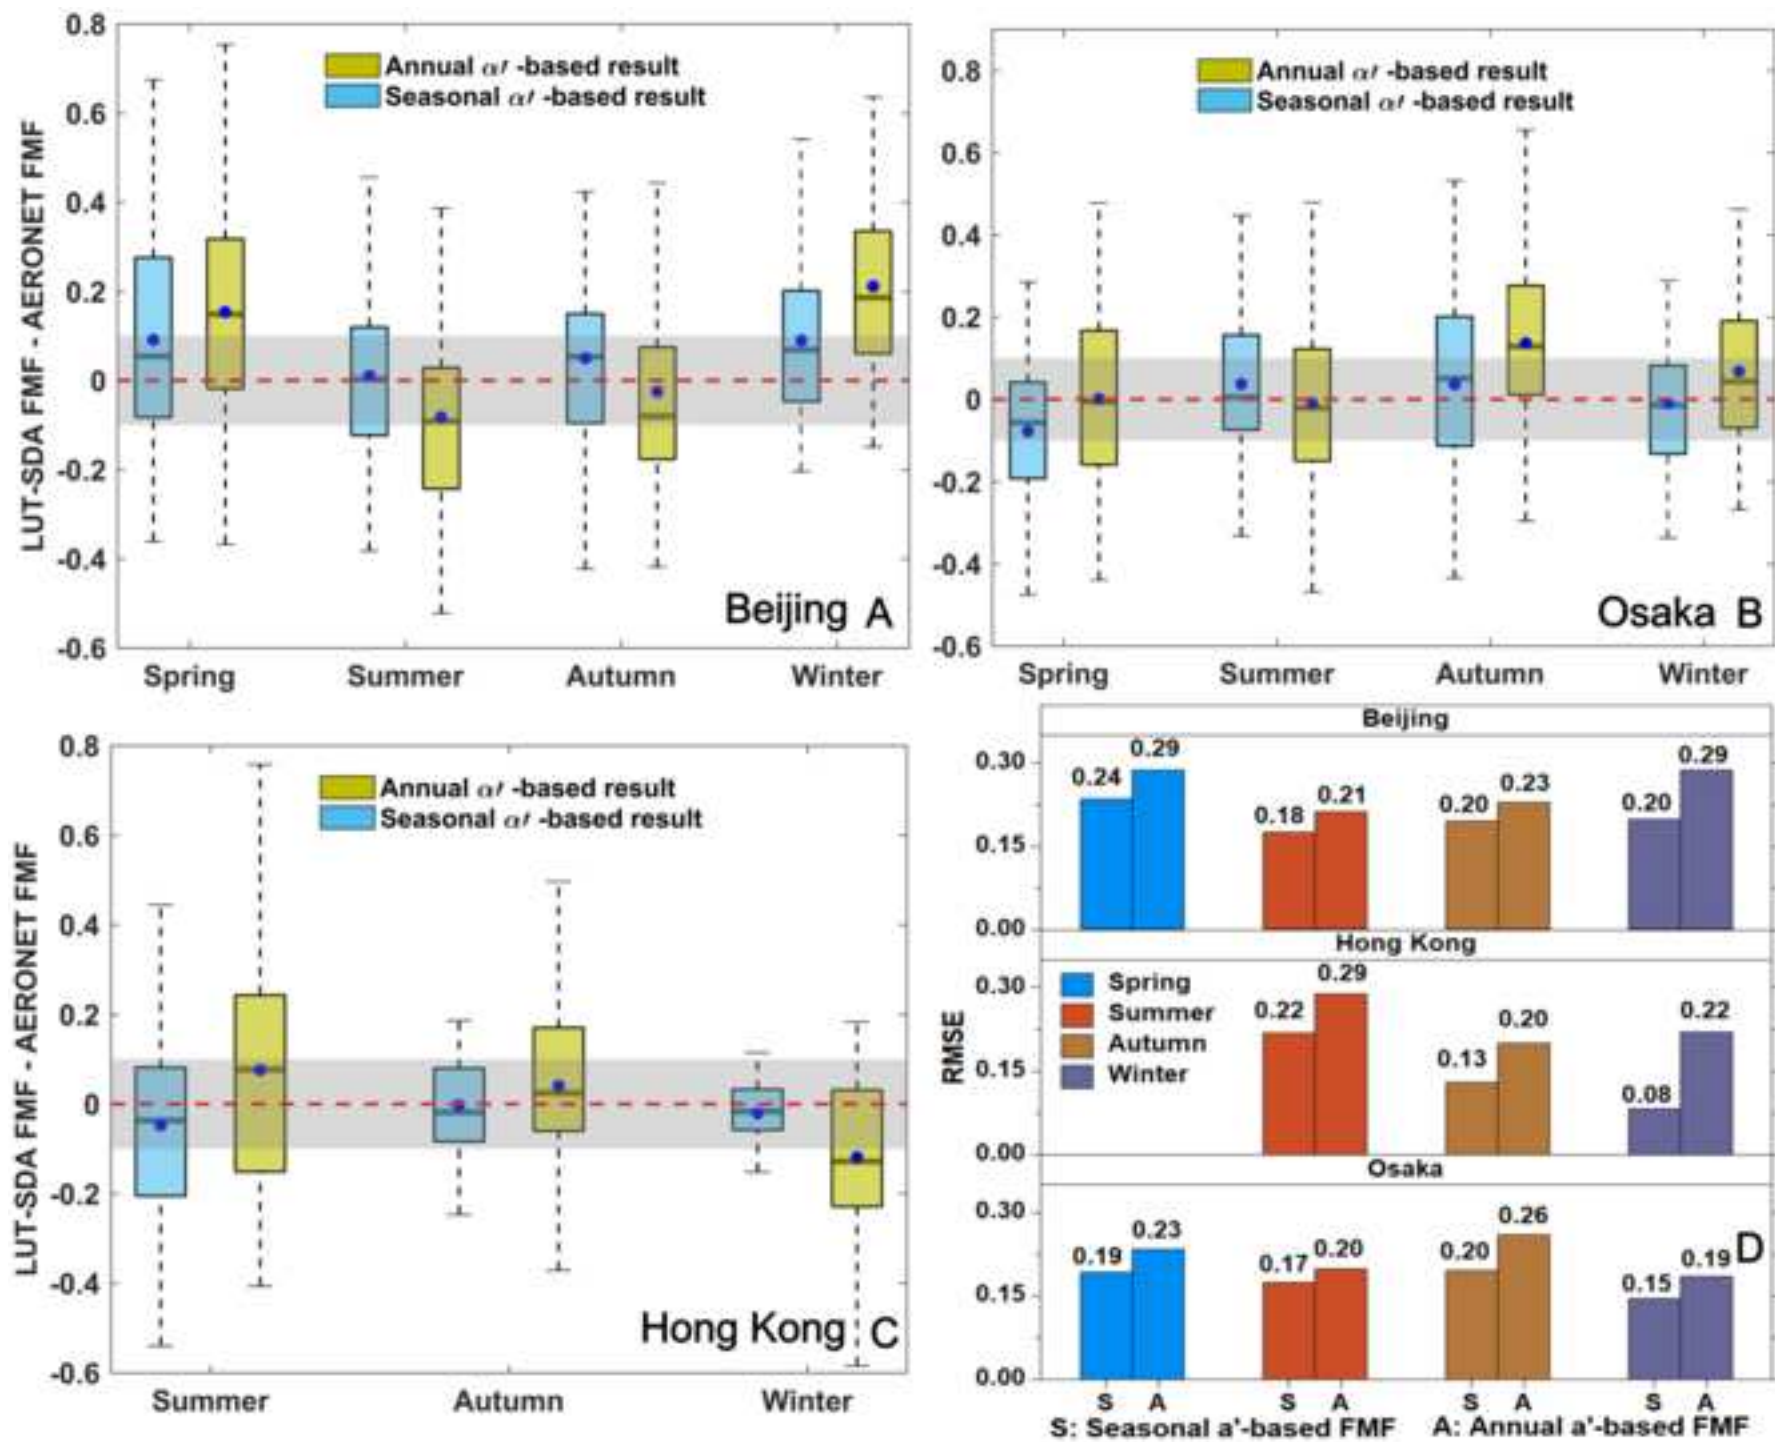 0.8
0.6
0.4
0.2
0
-0.2
-0.4
-0.6
LUT-SDA FMF - AERONET FMF
Annual α′ -based result
Seasonal α′ -based result
Beijing A
Spring Summer Autumn Winter
0.8
0.6
0.4
0.2
0
-0.2
-0.4
-0.6
Annual α′ -based result
Seasonal α′ -based result
Osaka B
Spring Summer Autumn Winter
0.8
0.6
0.4
0.2
0
-0.2
-0.4
-0.6
LUT-SDA FMF - AERONET FMF
Annual α′ -based result
Seasonal α′ -based result
Hong Kong C
Summer Autumn Winter
RMSE
Beijing
0.30
0.15
0.00
0.24 0.29 0.18 0.21 0.20 0.23 0.20 0.29
Hong Kong
0.30
0.15
0.00
Spring
Summer
Autumn
Winter
0.22 0.29 0.13 0.20 0.08 0.22
Osaka
0.30
0.15
0.00
0.19 0.23 0.17 0.20 0.20 0.26 0.15 0.19
D
S A S A S A S A
S: Seasonal a'-based FMF A: Annual a'-based FMF